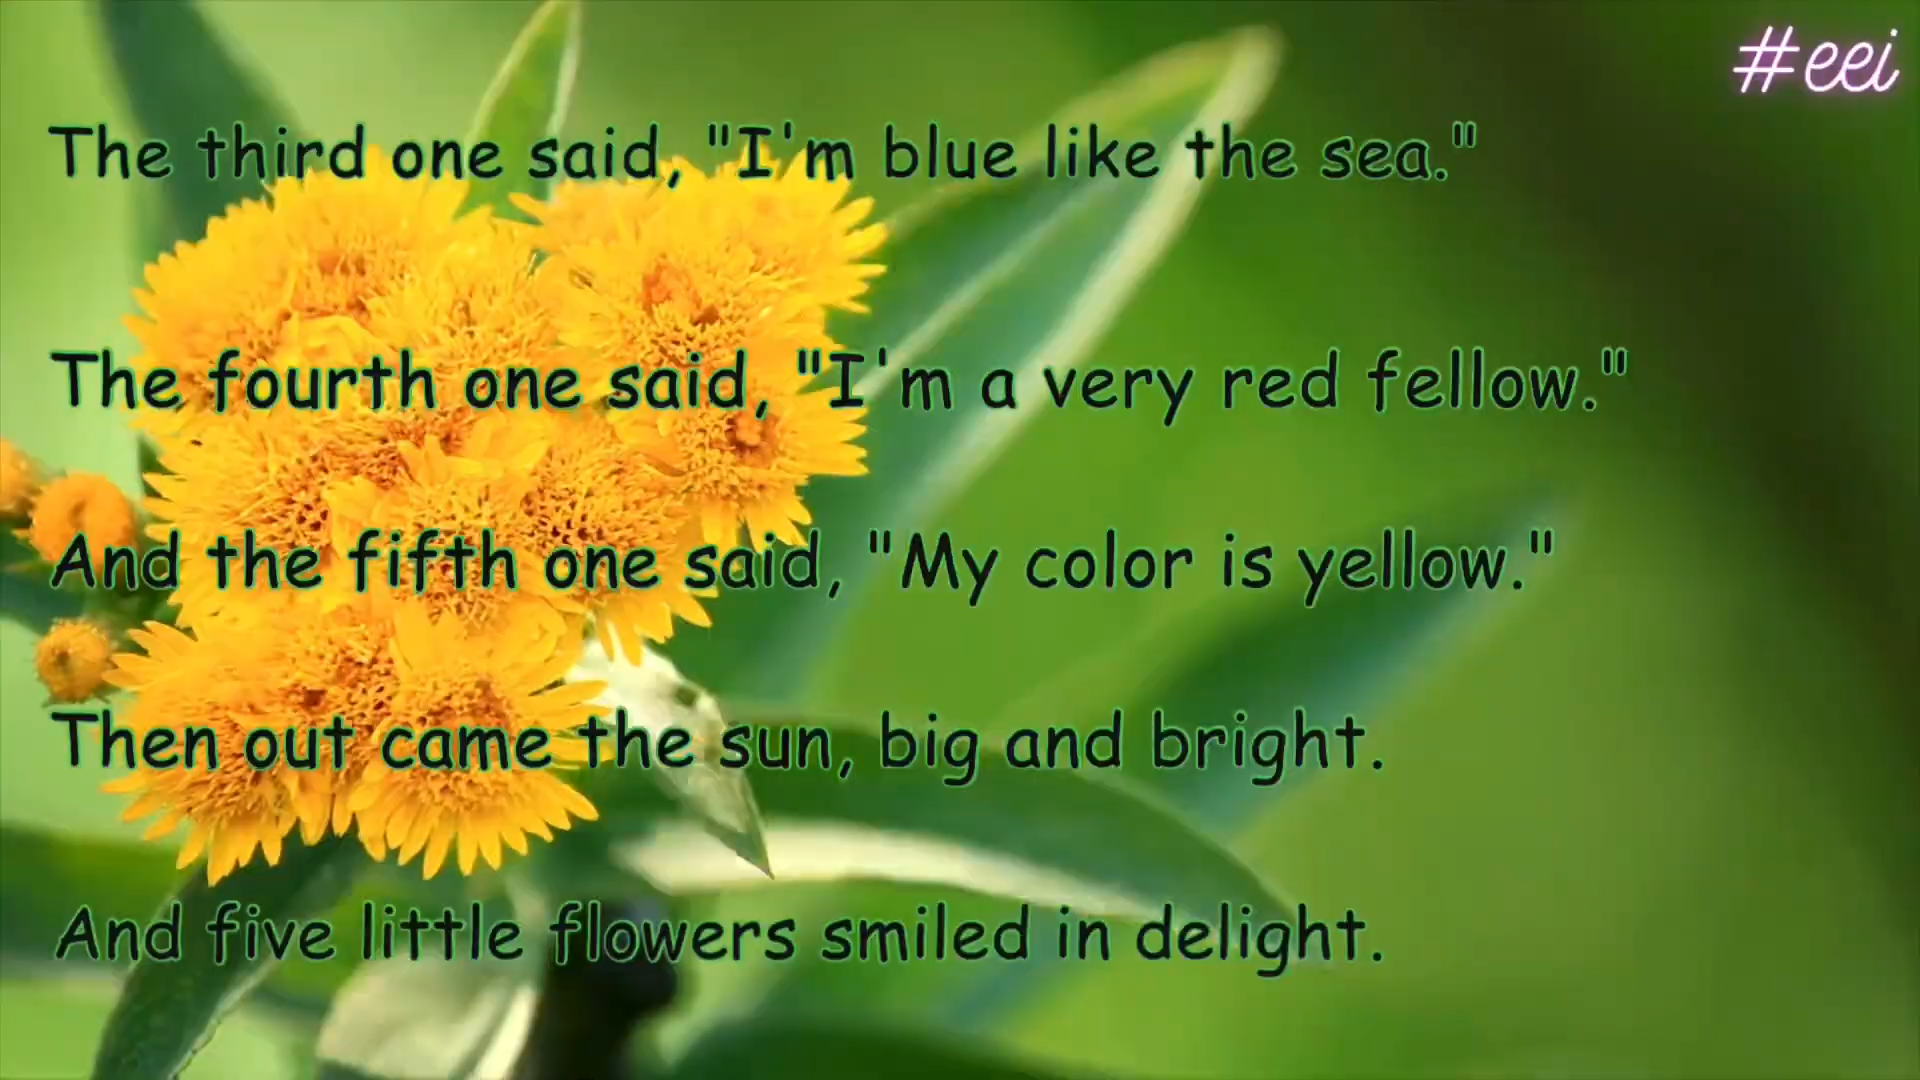 #eei
The third one said, "I'm blue like the sea."
The fourth one said, "I'm a very red fellow."
And the fifth one said, "My color is yellow."
Then out came the sun, big and bright.
And five little flowers smiled in delight.